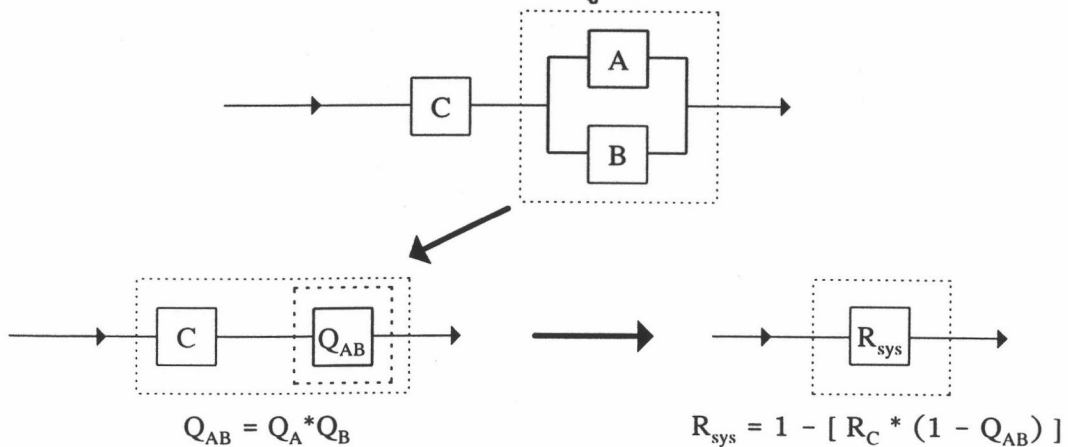 A
C
B
C
Q_AB
R_sys
Q_AB = Q_A*Q_B
R_sys = 1 - [ R_C * (1 - Q_AB) ]